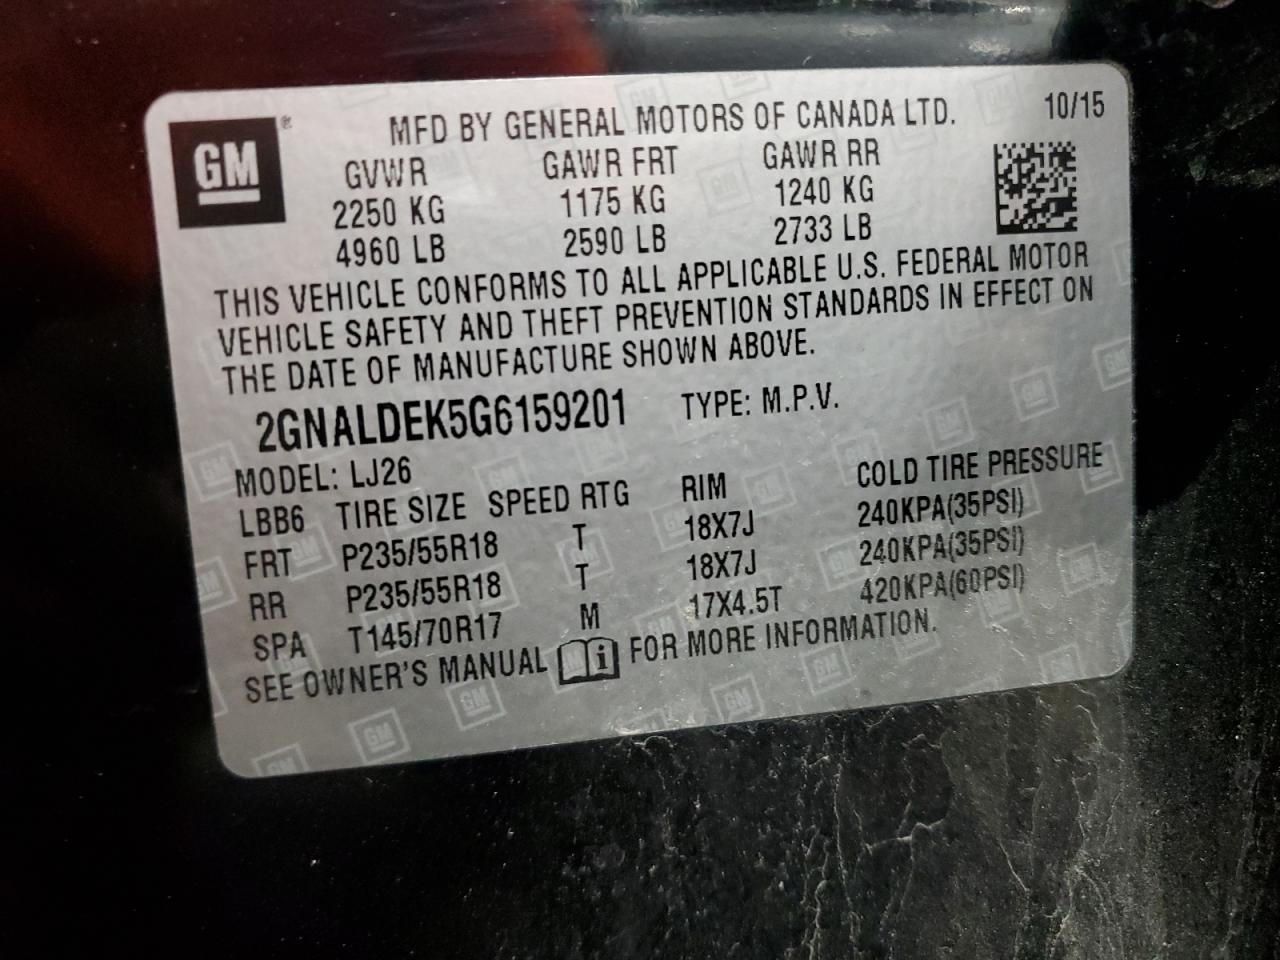 GM ® MFD BY GENERAL MOTORS OF CANADA LTD. 10/15
GVWR GAWR FRT GAWR RR
2250 KG 1175 KG 1240 KG
4960 LB 2590 LB 2733 LB
THIS VEHICLE CONFORMS TO ALL APPLICABLE U.S. FEDERAL MOTOR
VEHICLE SAFETY AND THEFT PREVENTION STANDARDS IN EFFECT ON
THE DATE OF MANUFACTURE SHOWN ABOVE.
2GNALDEK5G6159201 TYPE: M.P.V.
MODEL: LJ26
LBB6 TIRE SIZE SPEED RTG RIM COLD TIRE PRESSURE
FRT P235/55R18 T 18X7J 240KPA(35PSI)
RR P235/55R18 T 18X7J 240KPA(35PSI)
SPA T145/70R17 M 17X4.5T 420KPA(60PSI)
SEE OWNER'S MANUAL i FOR MORE INFORMATION.